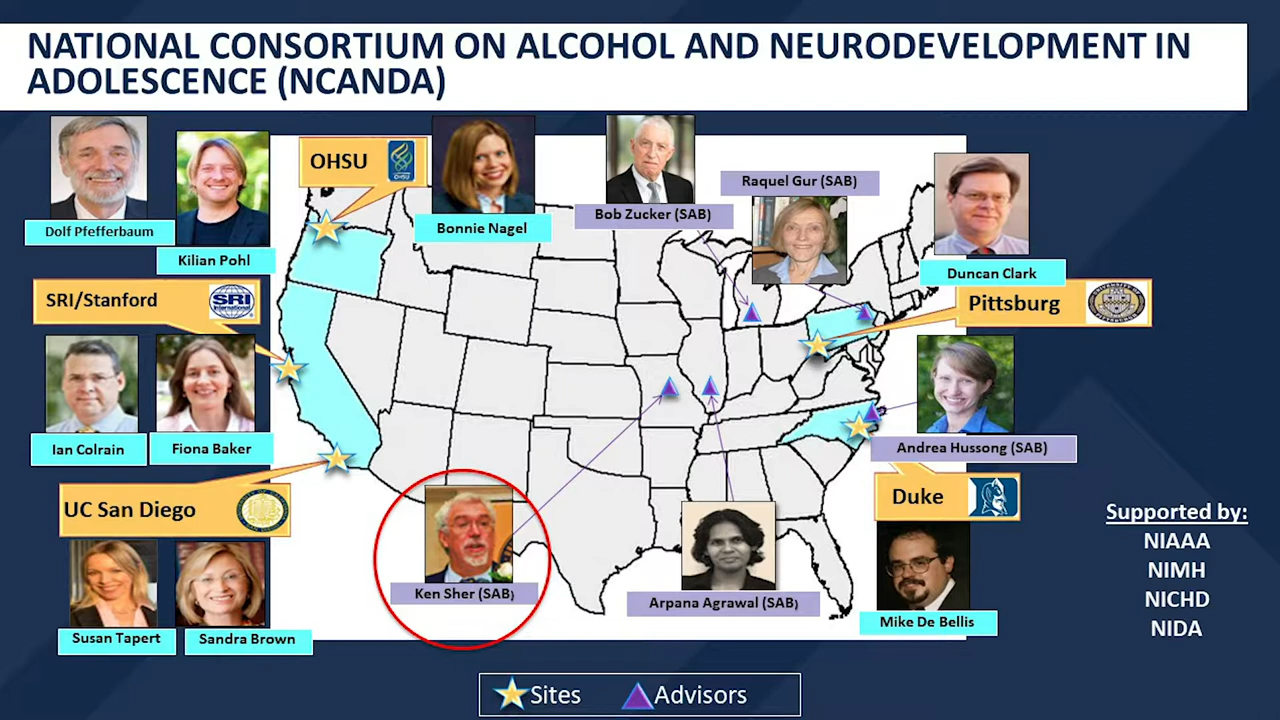 NATIONAL CONSORTIUM ON ALCOHOL AND NEURODEVELOPMENT IN
ADOLESCENCE (NCANDA)
OHSU
OHSU
Raquel Gur (SAB)
Bob Zucker (SAB)
Dolf Pfefferbaum
Bonnie Nagel
Kilian Pohl
Duncan Clark
SRI/Stanford
SRI
International
Pittsburg
Ian Colrain
Fiona Baker
Andrea Hussong (SAB)
UC San Diego
Duke
Supported by:
NIAAA
NIMH
NICHD
NIDA
Ken Sher (SAB)
Arpana Agrawal (SAB)
Mike De Bellis
Susan Tapert
Sandra Brown
Sites
Advisors